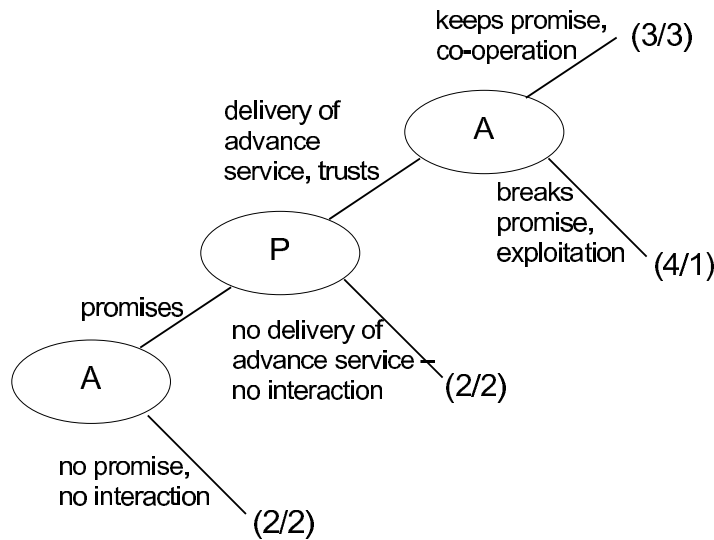 keeps promise,
co-operation
(3/3)
delivery of
advance
service, trusts
A
breaks
promise,
exploitation
(4/1)
P
promises
no delivery of
advance service –
no interaction
(2/2)
A
no promise,
no interaction
(2/2)